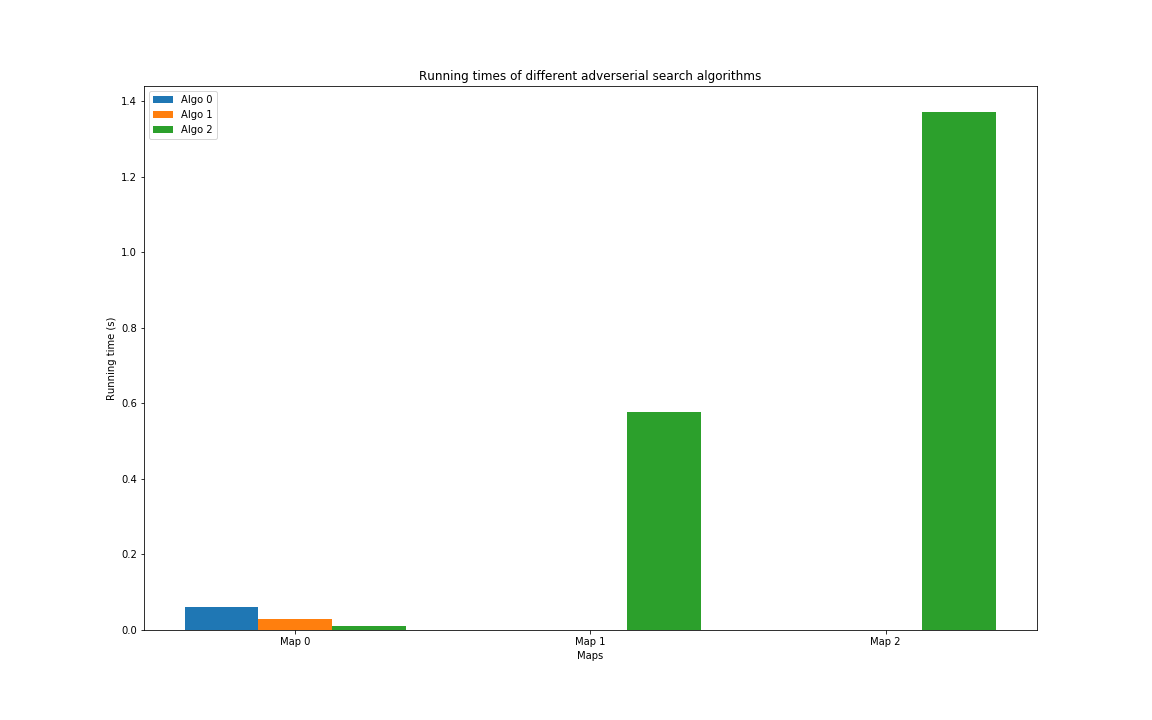 Running times of different adverserial search algorithms
Algo 0
Algo 1
Algo 2
1.4
1.2
1.0
0.8
0.6
0.4
0.2
0.0
Running time (s)
Map 0
Map 1
Map 2
Maps